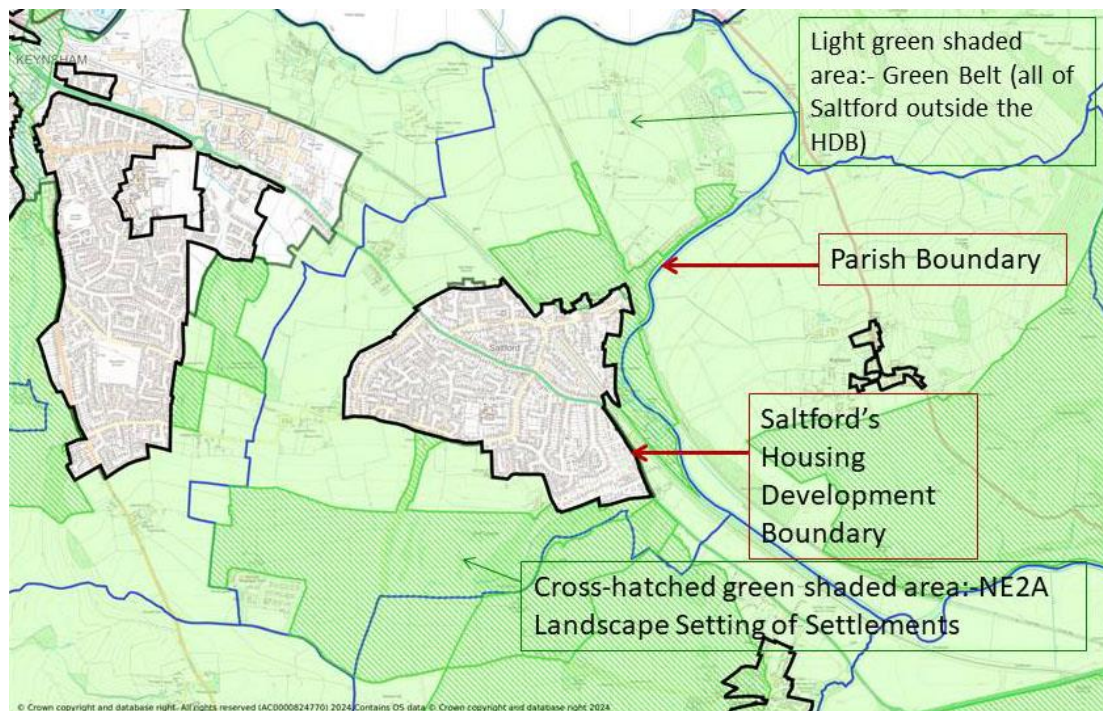 KEYNSHAM
Light green shaded
area:- Green Belt (all of
Saltford outside the
HDB)
Parish Boundary
Saltford
Saltford's
Housing
Development
Boundary
Cross-hatched green shaded area:-NE2A
Landscape Setting of Settlements
© Crown copyright and database right. All rights reserved (AC0000824770) 2024 Contains OS data © Crown copyright and database right 2024